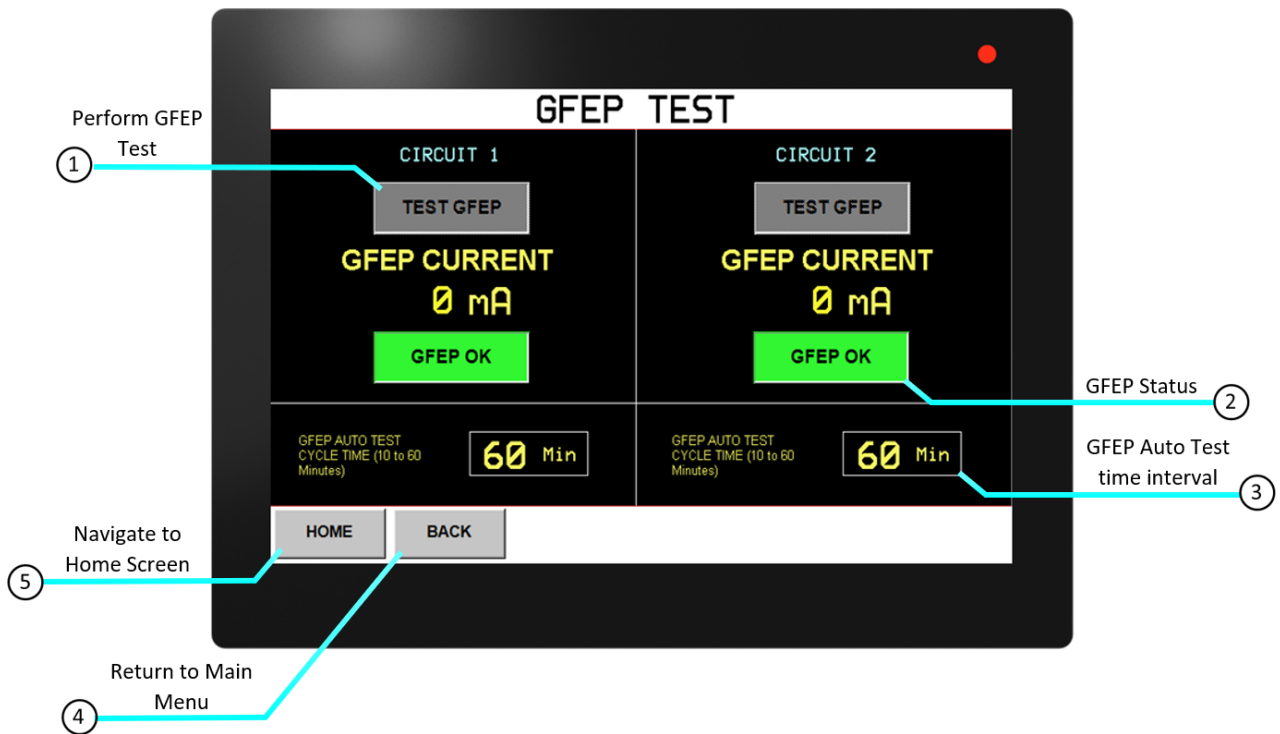 GFEP TEST
Perform GFEP
Test
1
CIRCUIT 1
CIRCUIT 2
TEST GFEP
TEST GFEP
GFEP CURRENT
GFEP CURRENT
0 mA
0 mA
GFEP OK
GFEP OK
GFEP Status
2
GFEP AUTO TEST
CYCLE TIME (10 to 60
Minutes)
60 Min
GFEP AUTO TEST
CYCLE TIME (10 to 60
Minutes)
60 Min
GFEP Auto Test
time interval
3
HOME
BACK
Navigate to
Home Screen
5
Return to Main
Menu
4